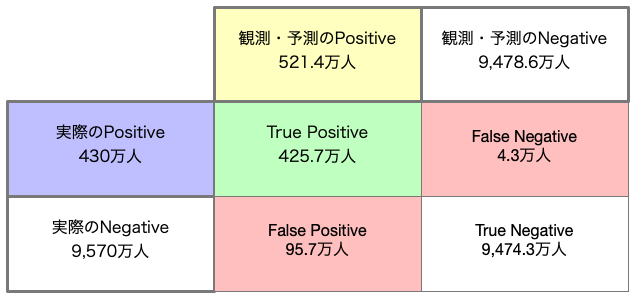 観測・予測のPositive
521.4万人
観測・予測のNegative
9,478.6万人
実際のPositive
430万人
True Positive
425.7万人
False Negative
4.3万人
実際のNegative
9,570万人
False Positive
95.7万人
True Negative
9,474.3万人